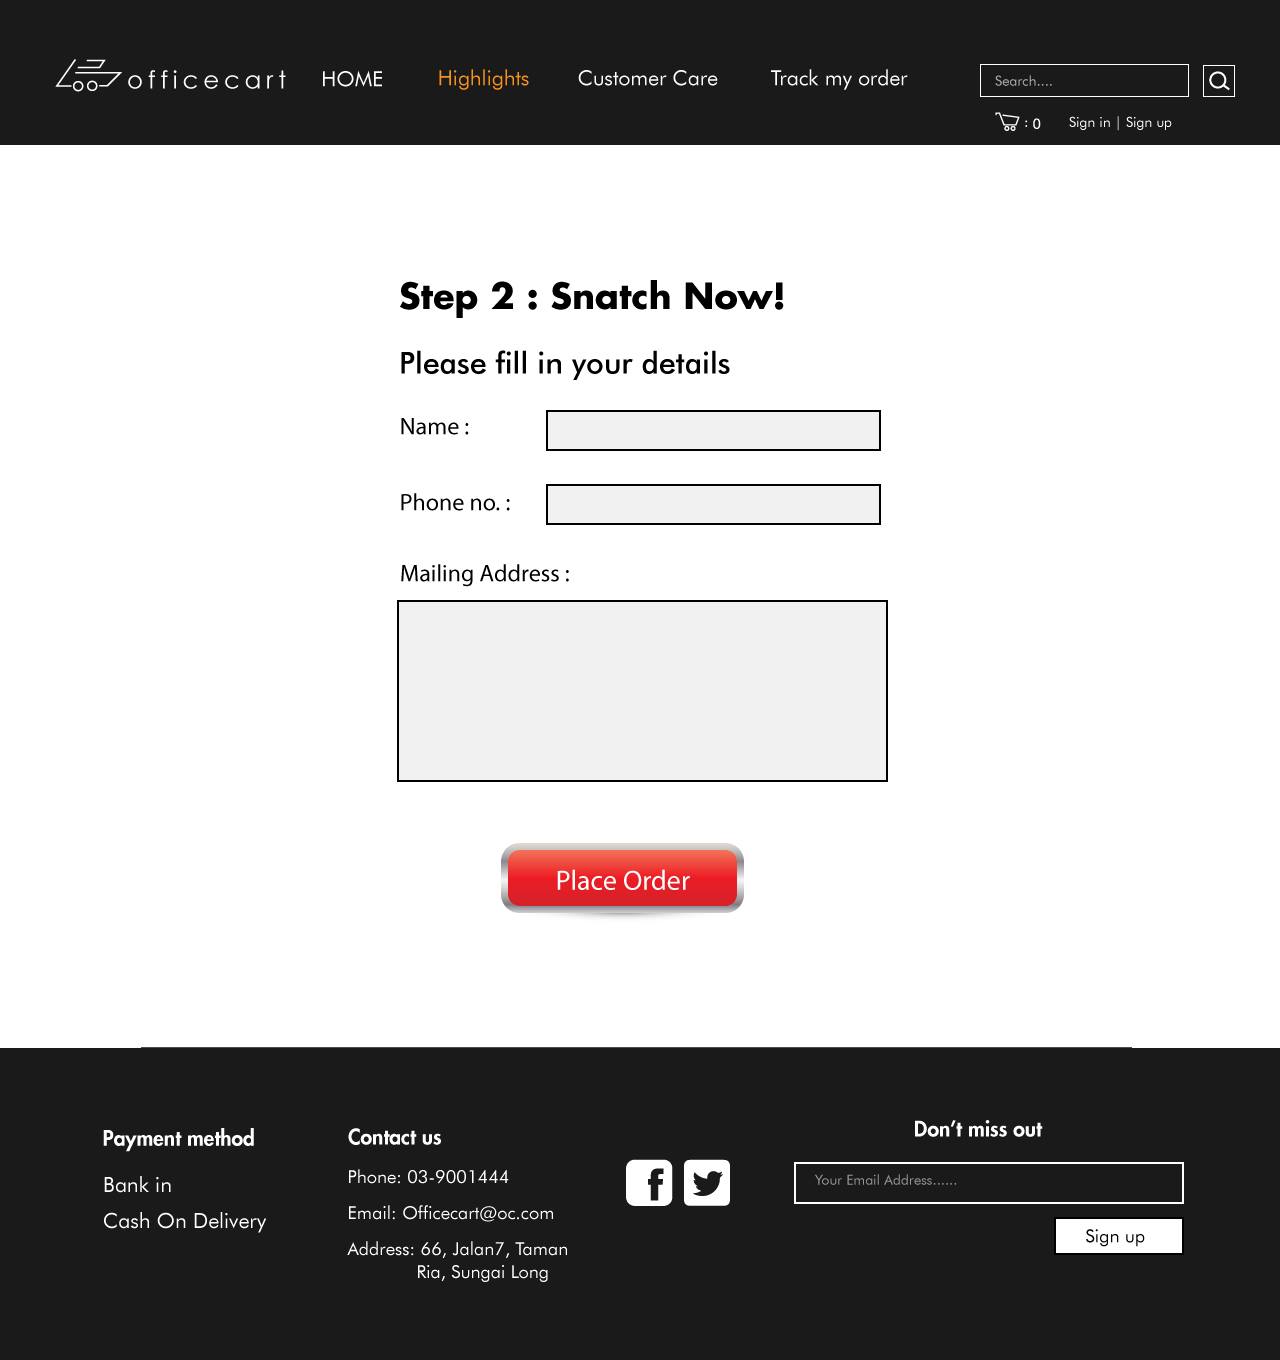 officecart
HOME
Highlights
Customer Care
Track my order
Search....
: 0
Sign in | Sign up
Step 2 : Snatch Now!
Please fill in your details
Name :
Phone no. :
Mailing Address :
Place Order
Payment method
Bank in
Cash On Delivery
Contact us
Phone: 03-9001444
Email: Officecart@oc.com
Address: 66, Jalan7, Taman
Ria, Sungai Long
f
Don’t miss out
Your Email Address......
Sign up